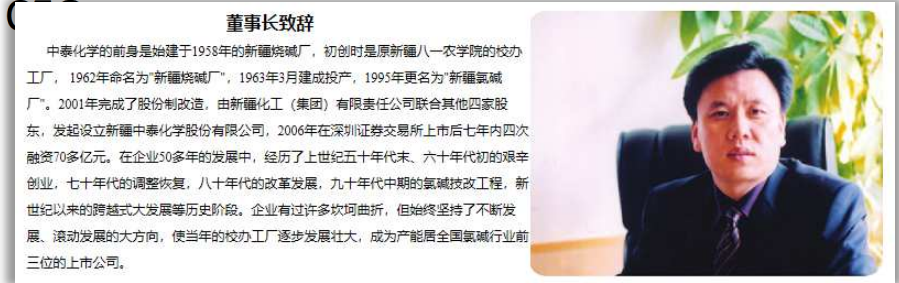 董事长致辞
中泰化学的前身是始建于1958年的新疆烧碱厂，初创时是原新疆八一农学院的校办
工厂， 1962年命名为"新疆烧碱厂"，1963年3月建成投产，1995年更名为"新疆氯碱
厂"。2001年完成了股份制改造，由新疆化工（集团）有限责任公司联合其他四家股
东，发起设立新疆中泰化学股份有限公司，2006年在深圳证券交易所上市后七年内四次
融资70多亿元。在企业50多年的发展中，经历了上世纪五十年代末、六十年代初的艰辛
创业，七十年代的调整恢复，八十年代的改革发展，九十年代中期的氯碱技改工程，新
世纪以来的跨越式大发展等历史阶段。企业有过许多坎坷曲折，但始终坚持了不断发
展、滚动发展的大方向，使当年的校办工厂逐步发展壮大，成为产能居全国氯碱行业前
三位的上市公司。